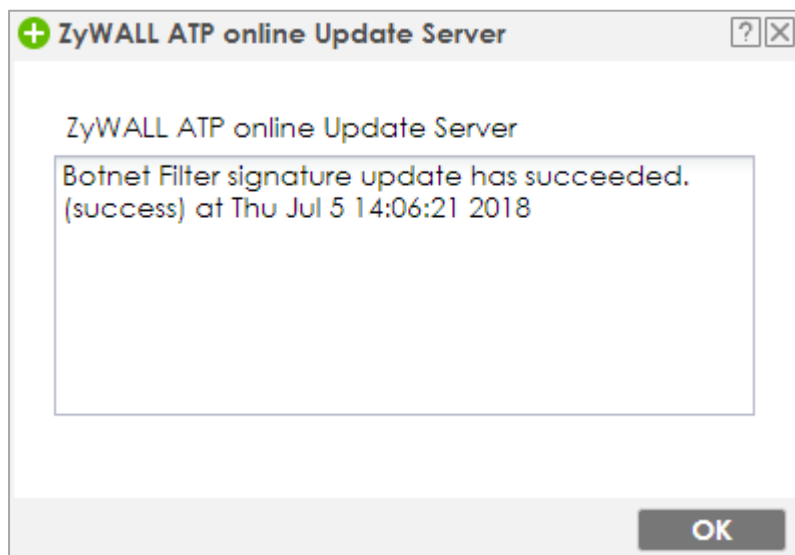 ZyWALL ATP online Update Server
ZyWALL ATP online Update Server
Botnet Filter signature update has succeeded.
(success) at Thu Jul 5 14:06:21 2018
OK